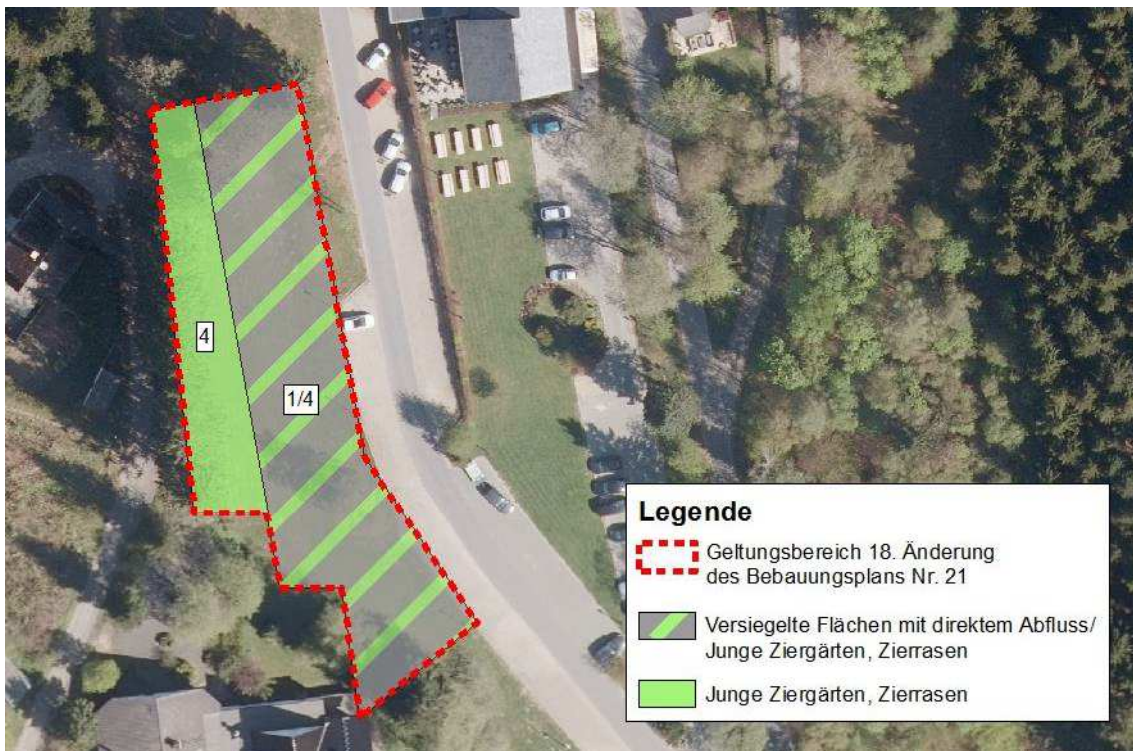 4
1/4
Legende
Geltungsbereich 18. Änderung
des Bebauungsplans Nr. 21
Versiegelte Flächen mit direktem Abfluss/
Junge Ziergärten, Zierrasen
Junge Ziergärten, Zierrasen